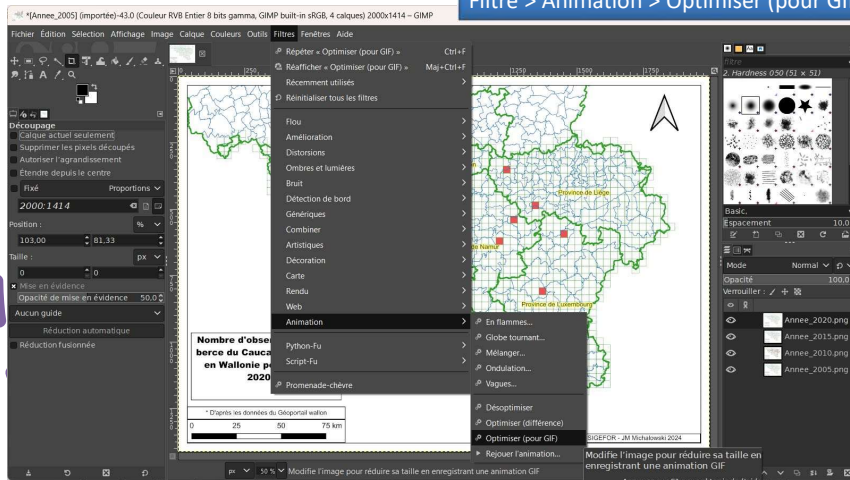 Filtre > Animation > Optimiser (pour GIF)
*[Annee_2005] (importée)-43.0 (Couleur RVB Entier 8 bits gamma, GIMP built-in sRGB, 4 calques) 2000x1414 – GIMP
Fichier Édition Sélection Affichage Image Calque Couleurs Outils Filtres Fenêtres Aide
Découpage
Calque actuel seulement
Supprimer les pixels découpés
Autoriser l'agrandissement
Étendre depuis le centre
Fixé Proportions
2000:1414
Position : %
103,00 81,33
Taille : px
0 0
Mise en évidence
Opacité de mise en évidence 50.0
Aucun guide
Réduction automatique
Réduction fusionnée
Répéter « Optimiser (pour GIF) » Ctrl+F
Réafficher « Optimiser (pour GIF) » Maj+Ctrl+F
Récemment utilisés
Réinitialiser tous les filtres
Flou
Amélioration
Distorsions
Ombres et lumières
Bruit
Détection de bord
Génériques
Combiner
Artistiques
Décoration
Carte
Rendu
Web
Animation
Python-Fu
Script-Fu
Promenade-chèvre
En flammes...
Globe tournant...
Mélanger...
Ondulation...
Vagues...
Désoptimiser
Optimiser (différence)
Optimiser (pour GIF)
Rejouer l'animation...
250 1250 1500 1750
Province de Liège
de Namur
Province de Luxembourg
Nombre d'obser
berce du Cauca
en Wallonie po
2020
* D'après les données du Géoportail wallon
0 25 50 75 km
SIGEFOR - JM Michalowski 2024
px 50 % Modifie l'image pour réduire sa taille en enregistrant une animation GIF
Modifie l'image pour réduire sa taille en
enregistrant une animation GIF
filtre
2. Hardness 050 (51 × 51)
Basic.
Espacement 10.0
Mode Normal
Opacité 100.0
Verrouiller :
Annee_2020.png
Annee_2015.png
Annee_2010.png
Annee_2005.png